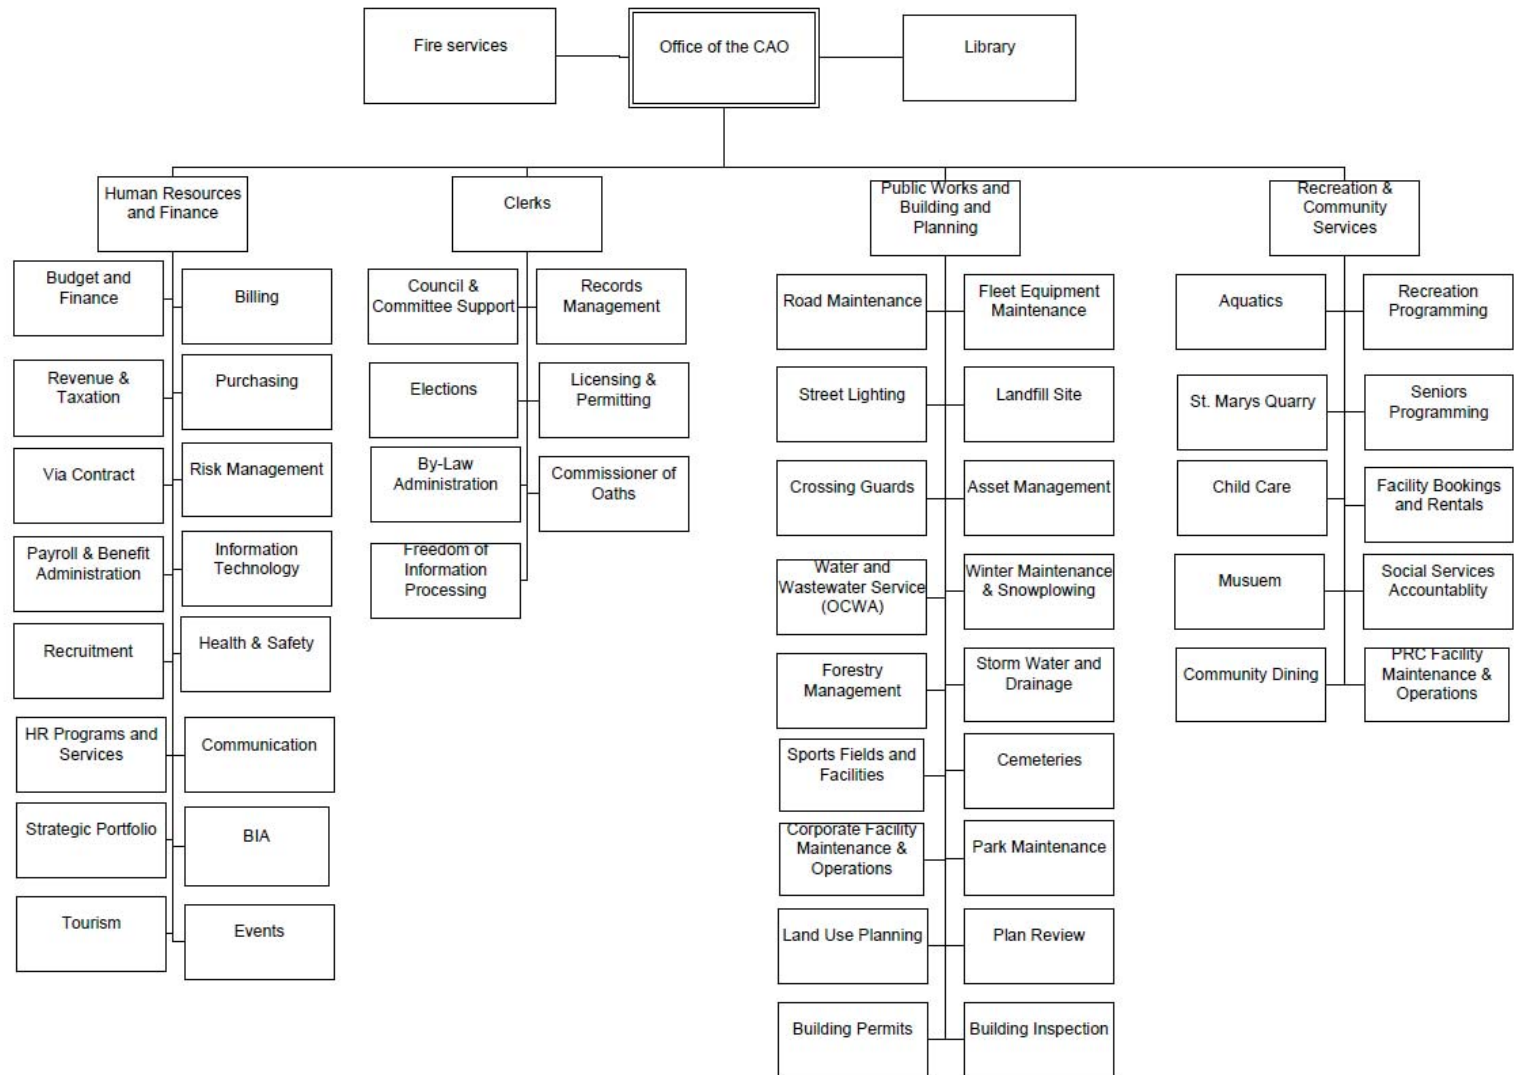 Fire services
Office of the CAO
Library
Human Resources
and Finance
Clerks
Public Works and
Building and
Planning
Recreation &
Community
Services
Budget and
Finance
Billing
Revenue &
Taxation
Purchasing
Via Contract
Risk Management
Payroll & Benefit
Administration
Information
Technology
Recruitment
Health & Safety
HR Programs and
Services
Communication
Strategic Portfolio
BIA
Tourism
Events
Council &
Committee Support
Records
Management
Elections
Licensing &
Permitting
By-Law
Administration
Commissioner of
Oaths
Freedom of
Information
Processing
Road Maintenance
Fleet Equipment
Maintenance
Street Lighting
Landfill Site
Crossing Guards
Asset Management
Water and
Wastewater Service
(OCWA)
Winter Maintenance
& Snowplowing
Forestry
Management
Storm Water and
Drainage
Sports Fields and
Facilities
Cemeteries
Corporate Facility
Maintenance &
Operations
Park Maintenance
Land Use Planning
Plan Review
Building Permits
Building Inspection
Aquatics
Recreation
Programming
St. Marys Quarry
Seniors
Programming
Child Care
Facility Bookings
and Rentals
Musuem
Social Services
Accountablity
Community Dining
PRC Facility
Maintenance &
Operations